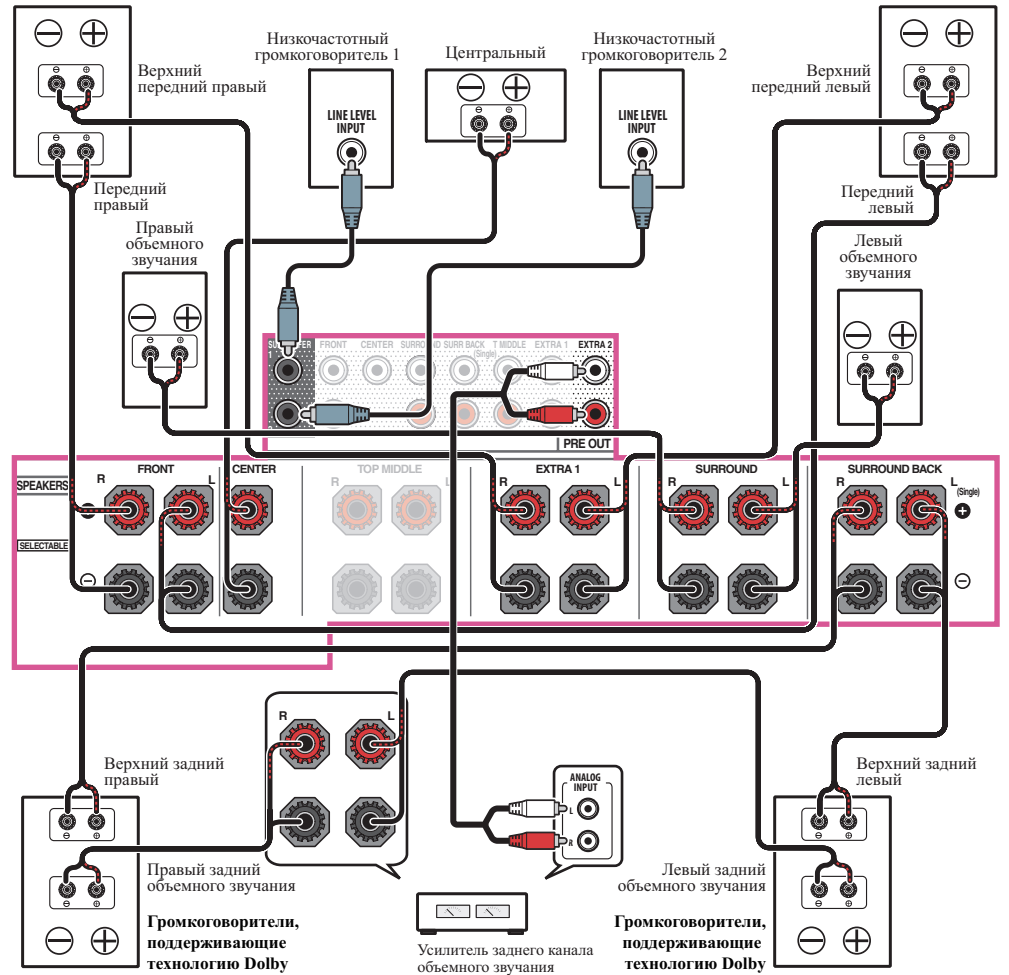 Верхний
передний правый
Низкочастотный
громкоговоритель 1
Центральный
Низкочастотный
громкоговоритель 2
Верхний
передний левый
LINE LEVEL
INPUT
LINE LEVEL
INPUT
Передний
правый
Передний
левый
Правый
объемного
звучания
Левый
объемного
звучания
1 FRONT CENTER SURROUND SURR BACK T MIDDLE EXTRA 1 EXTRA 2
(Single)
PRE OUT
SPEAKERS
SELECTABLE
FRONT CENTER TOP MIDDLE EXTRA 1 SURROUND SURROUND BACK
R L R L R L R L R L
(Single)
R L
Верхний задний
правый
Верхний задний
левый
ANALOG
INPUT
L
R
Правый задний
объемного звучания
Левый задний
объемного звучания
Громкоговорители,
поддерживающие
технологию Dolby
Усилитель заднего канала
объемного звучания
Громкоговорители,
поддерживающие
технологию Dolby